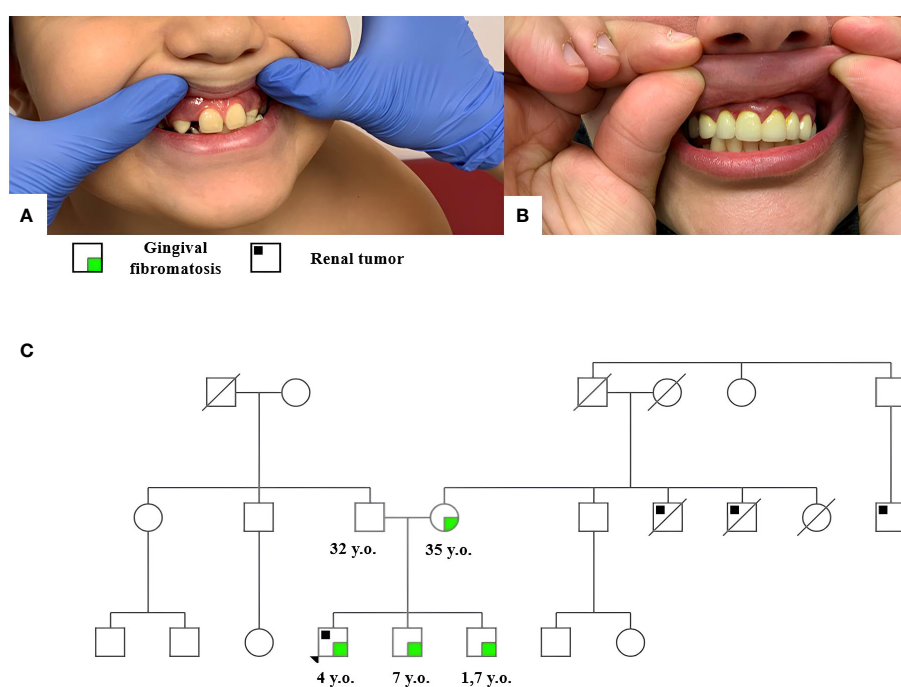 A
B
Gingival
fibromatosis
Renal tumor
C
32 y.o.
35 y.o.
4 y.o.
7 y.o.
1,7 y.o.